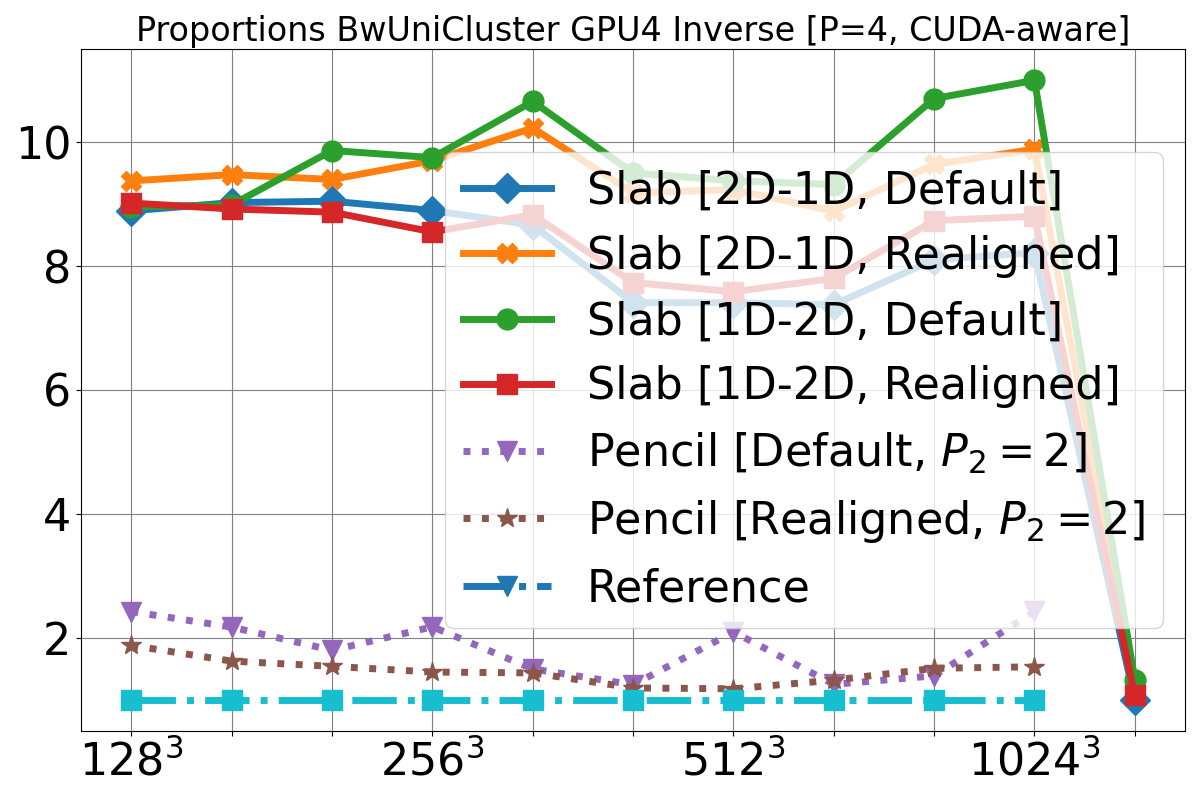 Proportions BwUniCluster GPU4 Inverse [P=4, CUDA-aware]
10
8
6
4
2
Slab [2D-1D, Default]
Slab [2D-1D, Realigned]
Slab [1D-2D, Default]
Slab [1D-2D, Realigned]
Pencil [Default, P₂ = 2]
Pencil [Realigned, P₂ = 2]
Reference
128³ 256³ 512³ 1024³